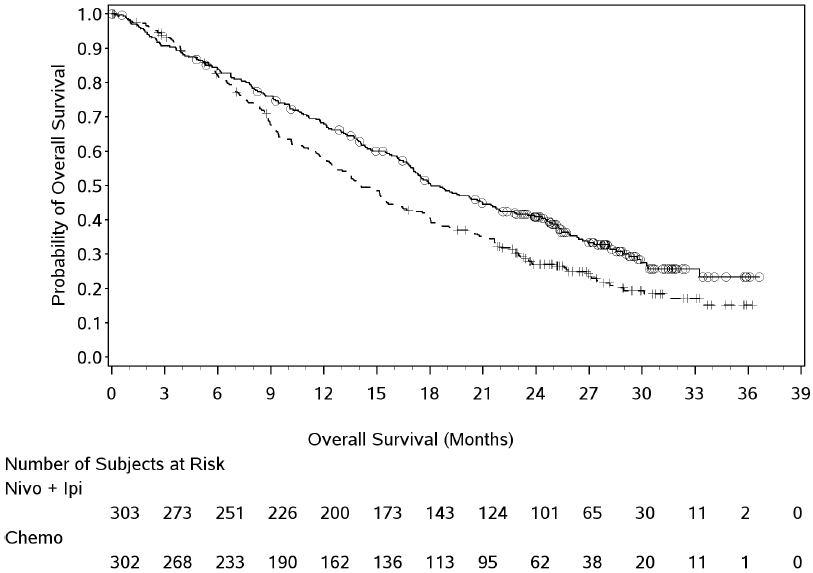 1.0
0.9
0.8
0.7
0.6
0.5
0.4
0.3
0.2
0.1
0.0
Probability of Overall Survival
0 3 6 9 12 15 18 21 24 27 30 33 36 39
Overall Survival (Months)
Number of Subjects at Risk
Nivo + Ipi
303 273 251 226 200 173 143 124 101 65 30 11 2 0
Chemo
302 268 233 190 162 136 113 95 62 38 20 11 1 0